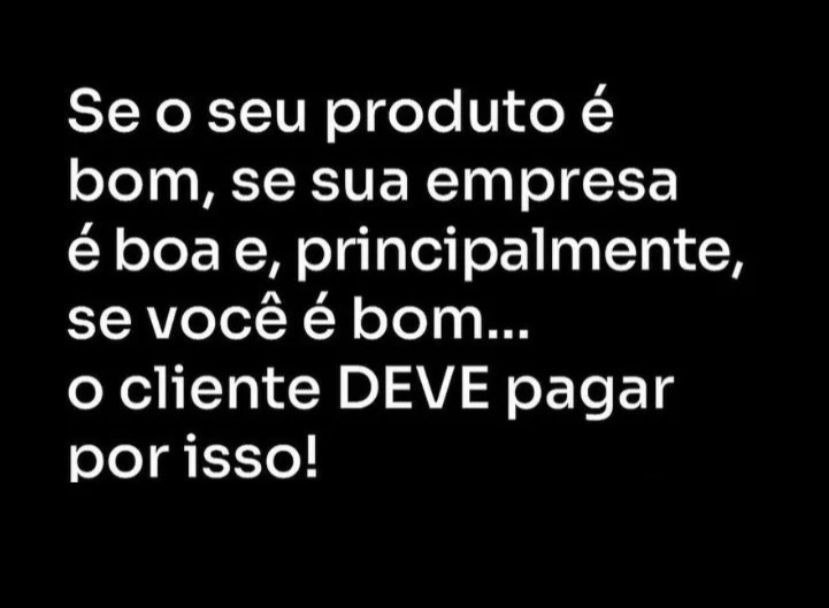 Se o seu produto é
bom, se sua empresa
é boa e, principalmente,
se você é bom...
o cliente DEVE pagar
por isso!